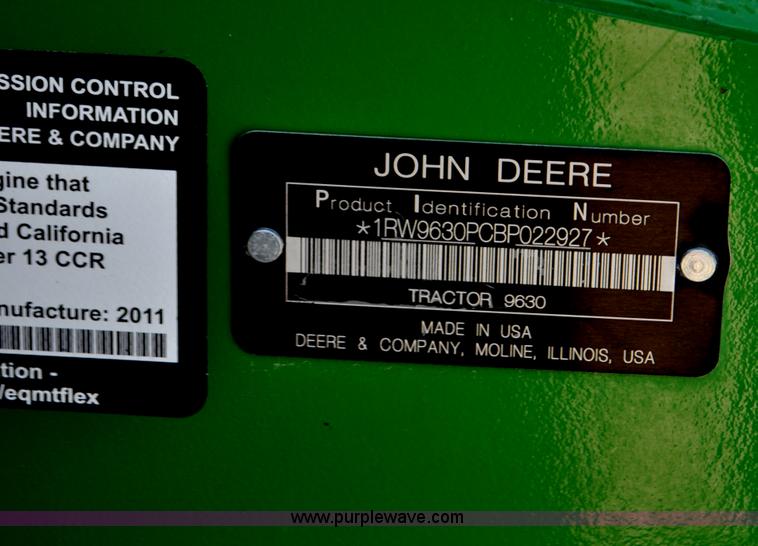 SSION CONTROL
INFORMATION
ERE & COMPANY
gine that
Standards
d California
er 13 CCR
nufacture: 2011
tion -
/eqmtflex
JOHN DEERE
Product Identification Number
*1RW9630PCBP022927*
TRACTOR 9630
MADE IN USA
DEERE & COMPANY, MOLINE, ILLINOIS, USA
www.purplewave.com